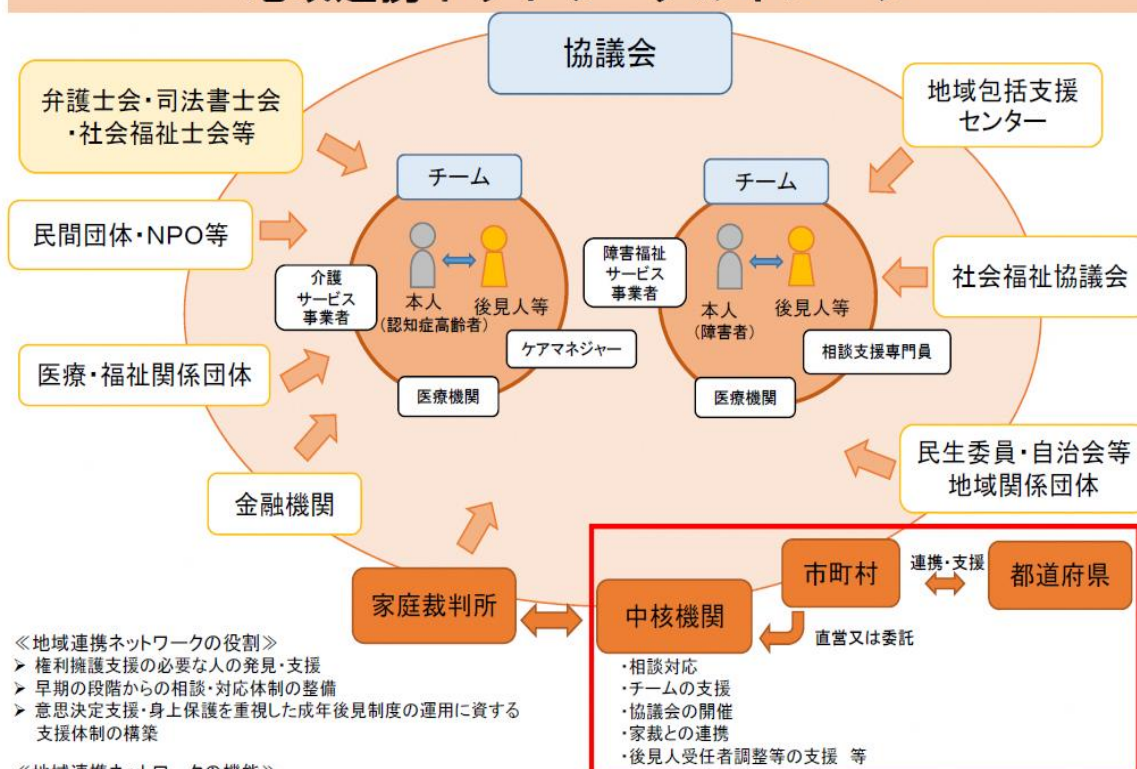 協議会
弁護士会・司法書士会
・社会福祉士会等
地域包括支援
センター
チーム
チーム
民間団体・NPO等
介護
サービス
事業者
本人
(認知症高齢者)
後見人等
ケアマネジャー
医療機関
障害福祉
サービス
事業者
本人
(障害者)
後見人等
相談支援専門員
医療機関
社会福祉協議会
医療・福祉関係団体
金融機関
民生委員・自治会等
地域関係団体
家庭裁判所
中核機関
市町村
連携・支援
都道府県
直営又は委託
・相談対応
・チームの支援
・協議会の開催
・家裁との連携
・後見人受任者調整等の支援 等
≪地域連携ネットワークの役割≫
➢ 権利擁護支援の必要な人の発見・支援
➢ 早期の段階からの相談・対応体制の整備
➢ 意思決定支援・身上保護を重視した成年後見制度の運用に資する
支援体制の構築